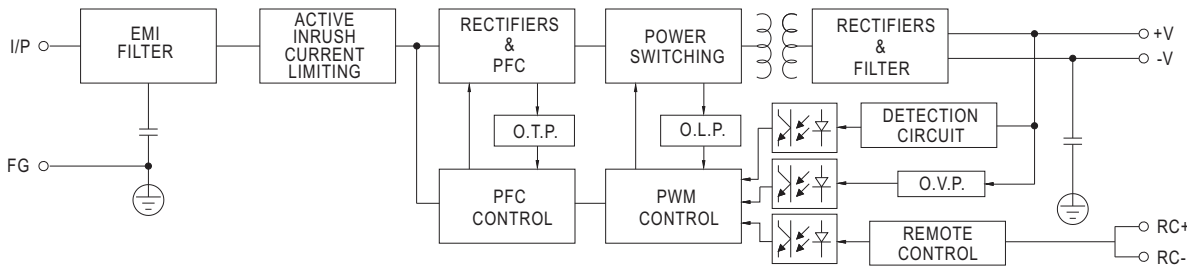 I/P
EMI
FILTER
ACTIVE
INRUSH
CURRENT
LIMITING
RECTIFIERS
&
PFC
POWER
SWITCHING
RECTIFIERS
&
FILTER
+V
-V
O.T.P.
O.L.P.
DETECTION
CIRCUIT
FG
PFC
CONTROL
PWM
CONTROL
O.V.P.
REMOTE
CONTROL
RC+
RC-